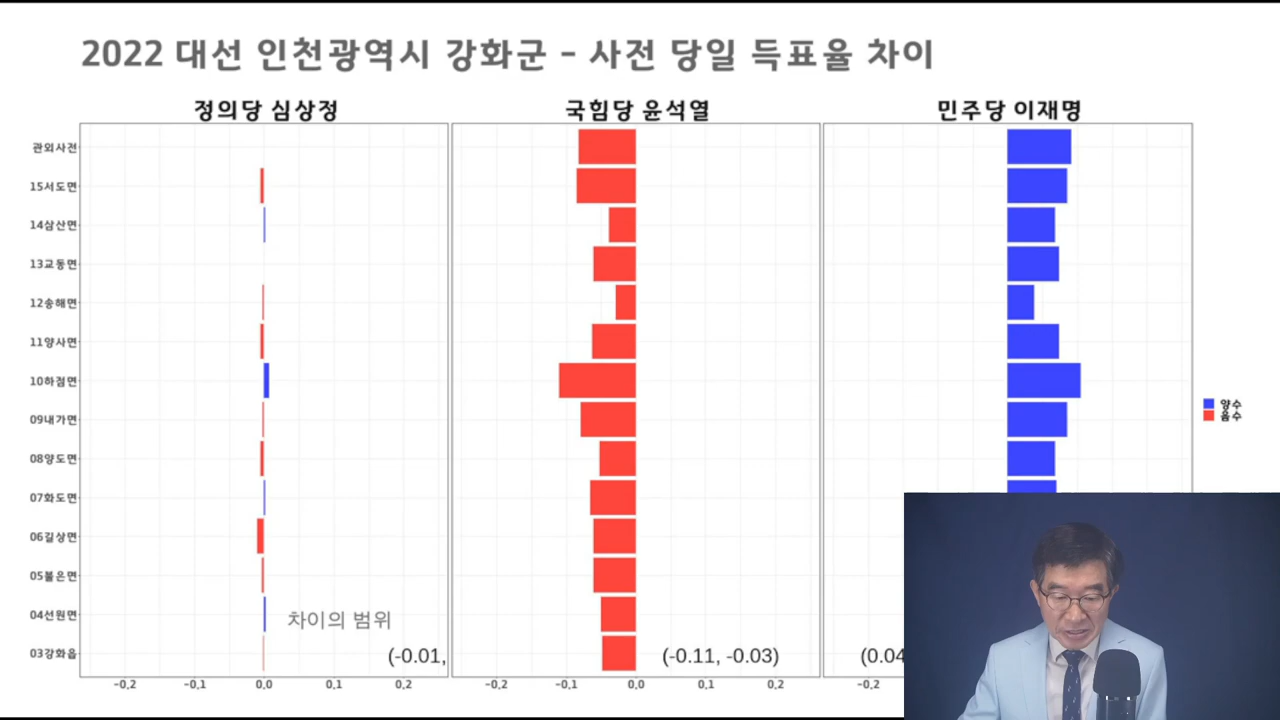 2022 대선 인천광역시 강화군 - 사전 당일 득표율 차이
정의당 심상정
국힘당 윤석열
민주당 이재명
관외사전
15서도면
14삼산면
13교동면
12송해면
11양사면
10하점면
09내가면
08양도면
07화도면
06길상면
05불은면
04선원면
03강화읍
양수
음수
차이의 범위
(-0.01,
(-0.11, -0.03)
(0.04
-0.2 -0.1 0.0 0.1 0.2
-0.2 -0.1 0.0 0.1 0.2
-0.2